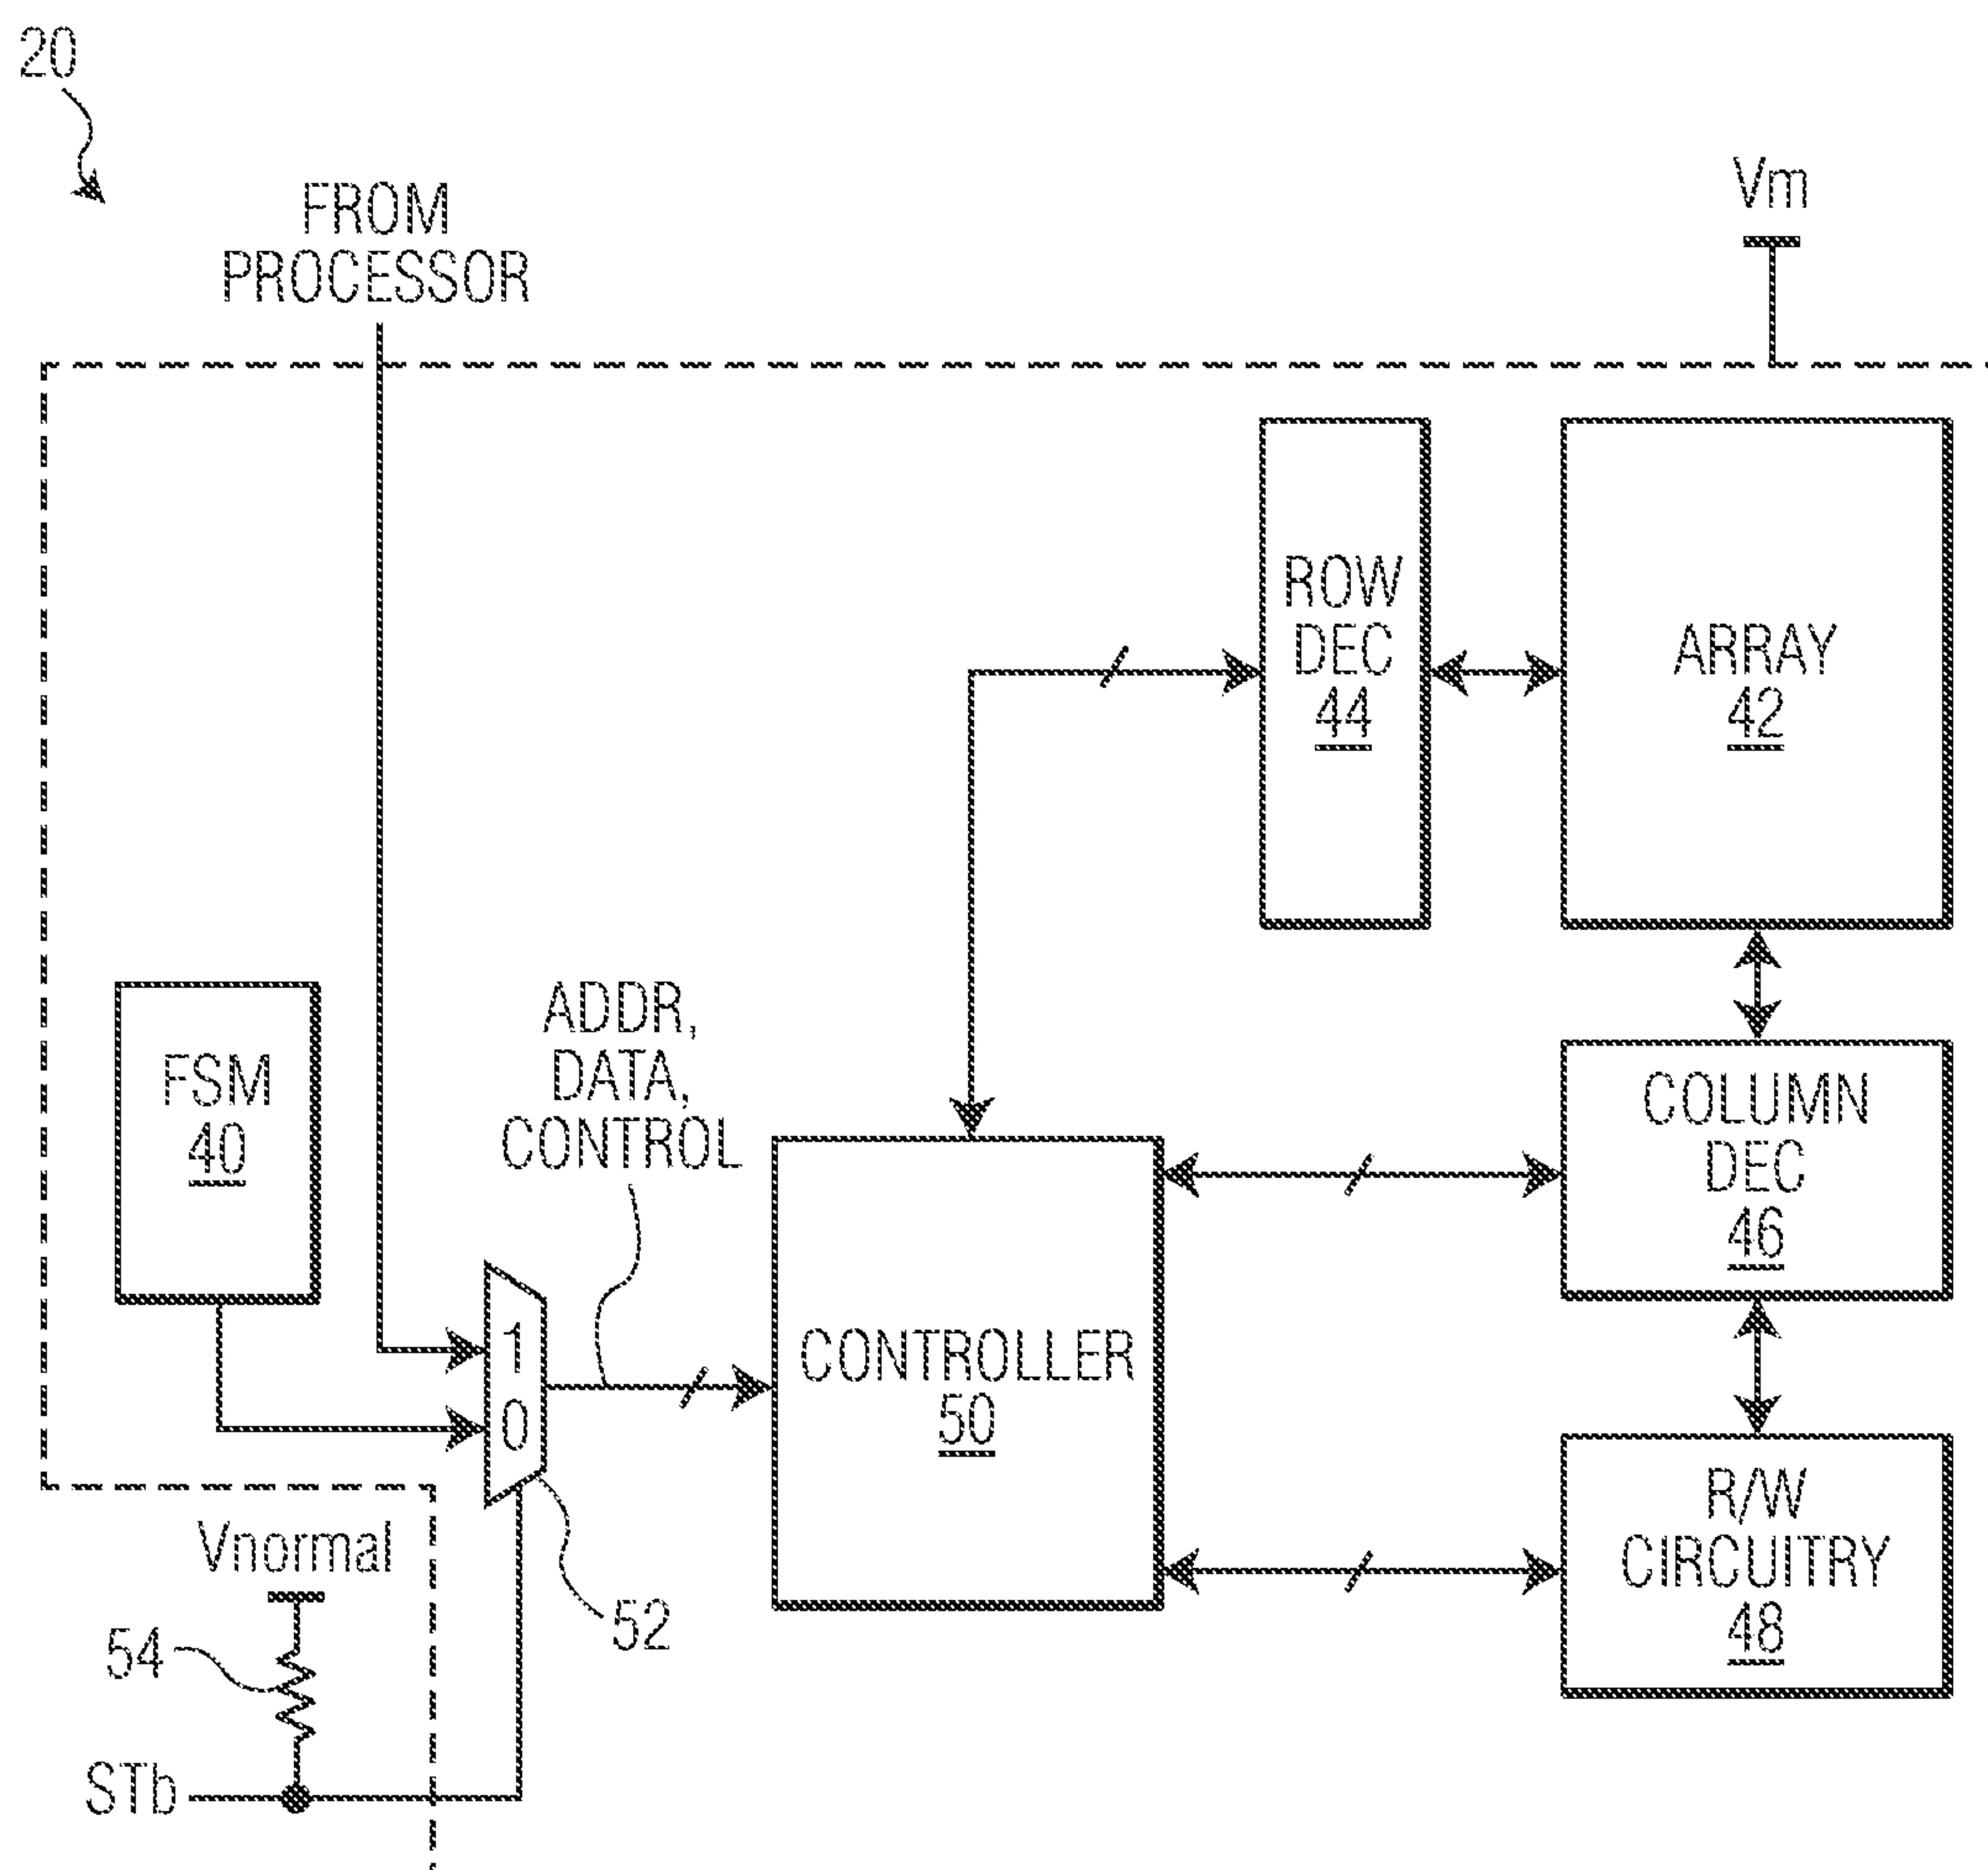 20
FROM
PROCESSOR
Vm
ROW
DEC
44
ARRAY
42
FSM
40
ADDR,
DATA,
CONTROL
COLUMN
DEC
46
1
0
CONTROLLER
50
R/W
CIRCUITRY
48
Vnormal
52
54
STb